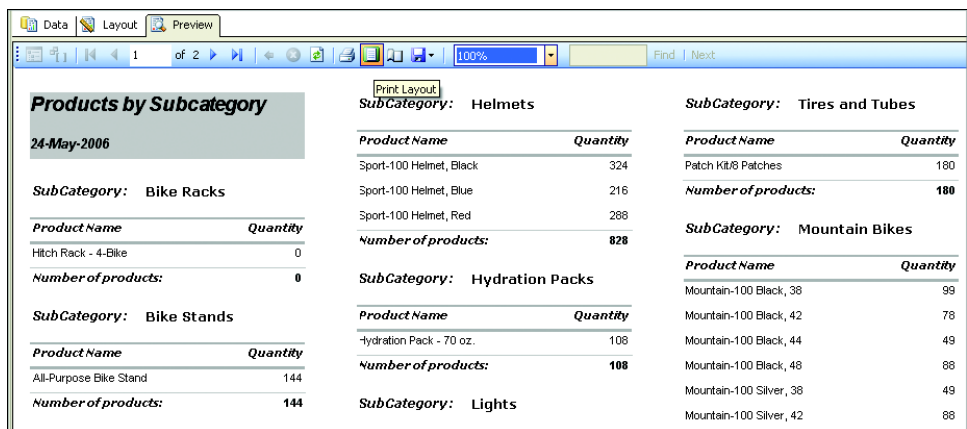 Data Layout Preview
1 of 2 100% Find | Next
Print Layout
Products by Subcategory
24-May-2006
SubCategory: Bike Racks
Product Name Quantity
Hitch Rack - 4-Bike 0
Number of products: 0
SubCategory: Bike Stands
Product Name Quantity
All-Purpose Bike Stand 144
Number of products: 144
SubCategory: Helmets
Product Name Quantity
Sport-100 Helmet, Black 324
Sport-100 Helmet, Blue 216
Sport-100 Helmet, Red 288
Number of products: 828
SubCategory: Hydration Packs
Product Name Quantity
Hydration Pack - 70 oz. 108
Number of products: 108
SubCategory: Lights
SubCategory: Tires and Tubes
Product Name Quantity
Patch Kit/8 Patches 180
Number of products: 180
SubCategory: Mountain Bikes
Product Name Quantity
Mountain-100 Black, 38 99
Mountain-100 Black, 42 78
Mountain-100 Black, 44 49
Mountain-100 Black, 48 88
Mountain-100 Silver, 38 49
Mountain-100 Silver, 42 88